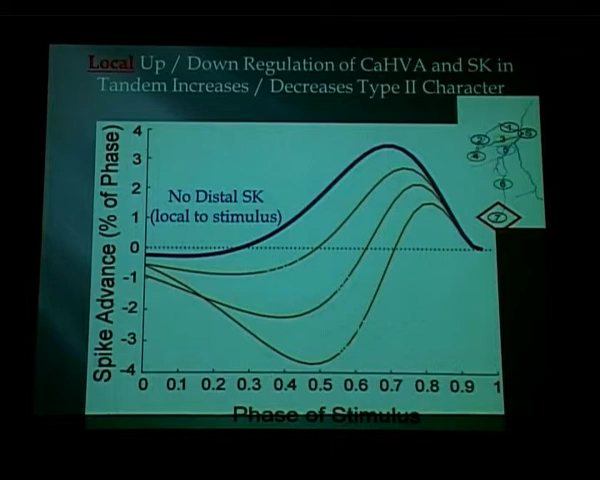 Local Up / Down Regulation of CaHVA and SK in
Tandem Increases / Decreases Type II Character
No Distal SK
(local to stimulus)
Spike Advance (% of Phase)
4
3
2
1
0
-1
-2
-3
-4
0 0.1 0.2 0.3 0.4 0.5 0.6 0.7 0.8 0.9 1
Phase of Stimulus
7